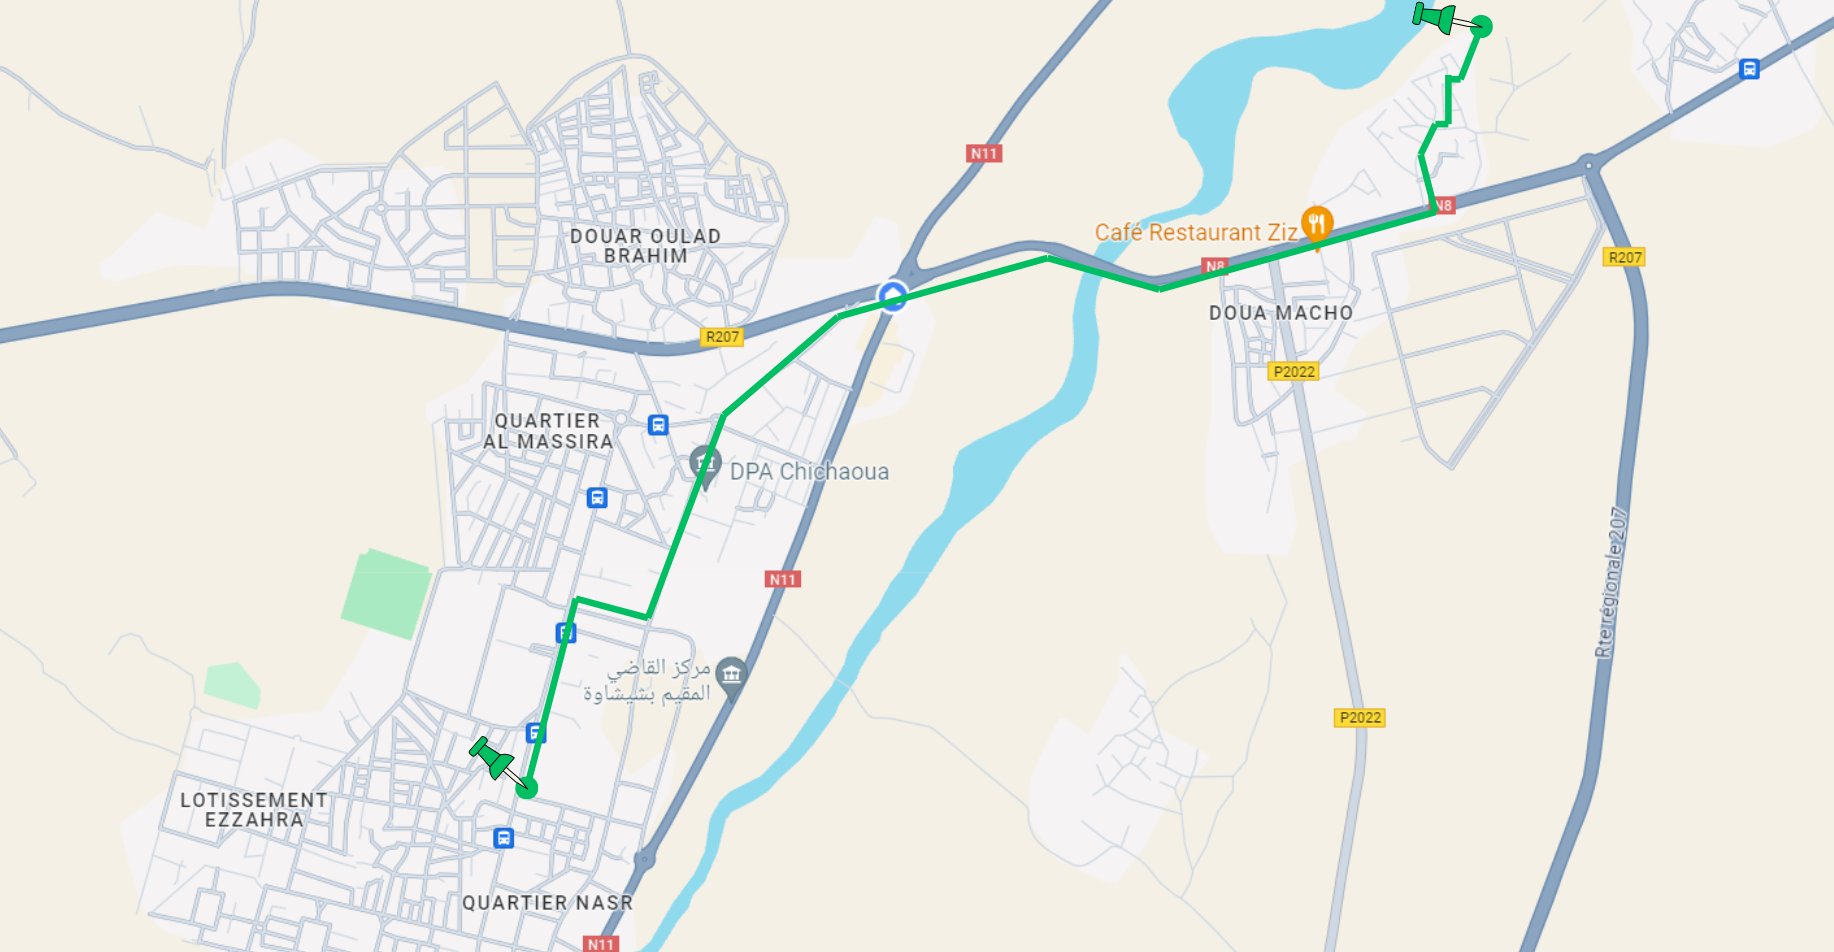 N11
N8
Café Restaurant Ziz
DOUAR OULAD
BRAHIM
R207
N8
DOUA MACHO
R207
P2022
QUARTIER
AL MASSIRA
DPA Chichaoua
N11
Rte régionale 207
مركز القاضي
المقيم بشيشاوة
P2022
LOTISSEMENT
EZZAHRA
QUARTIER NASR
N11